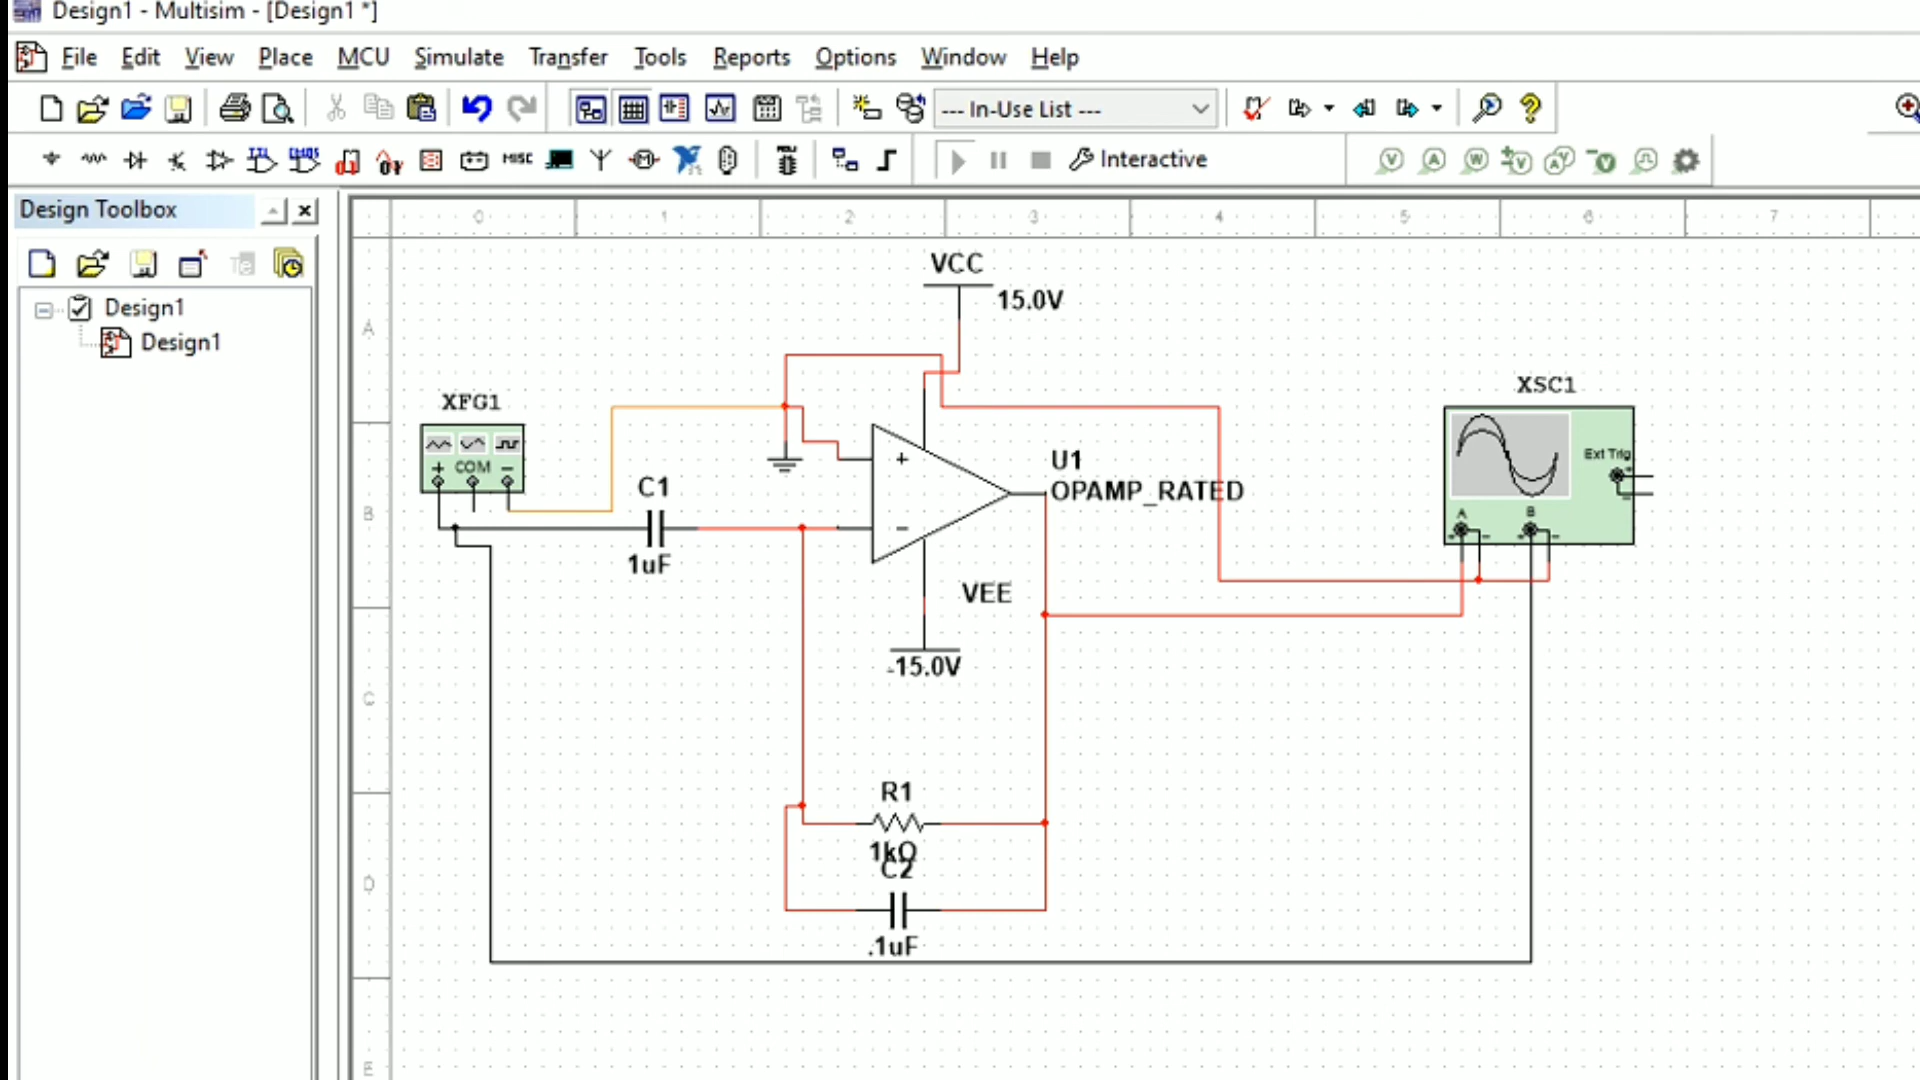 Design1 - Multisim - [Design1 *]
File Edit View Place MCU Simulate Transfer Tools Reports Options Window Help
--- In-Use List ---
MISC Interactive
Design Toolbox
Design1
Design1
0 1 2 3 4 5 6 7
A
B
C
D
E
VCC
15.0V
XFG1
+ COM −
C1
1uF
+
−
U1
OPAMP_RATED
VEE
-15.0V
XSC1
Ext Trig
A B
R1
1kΩ
C2
.1uF